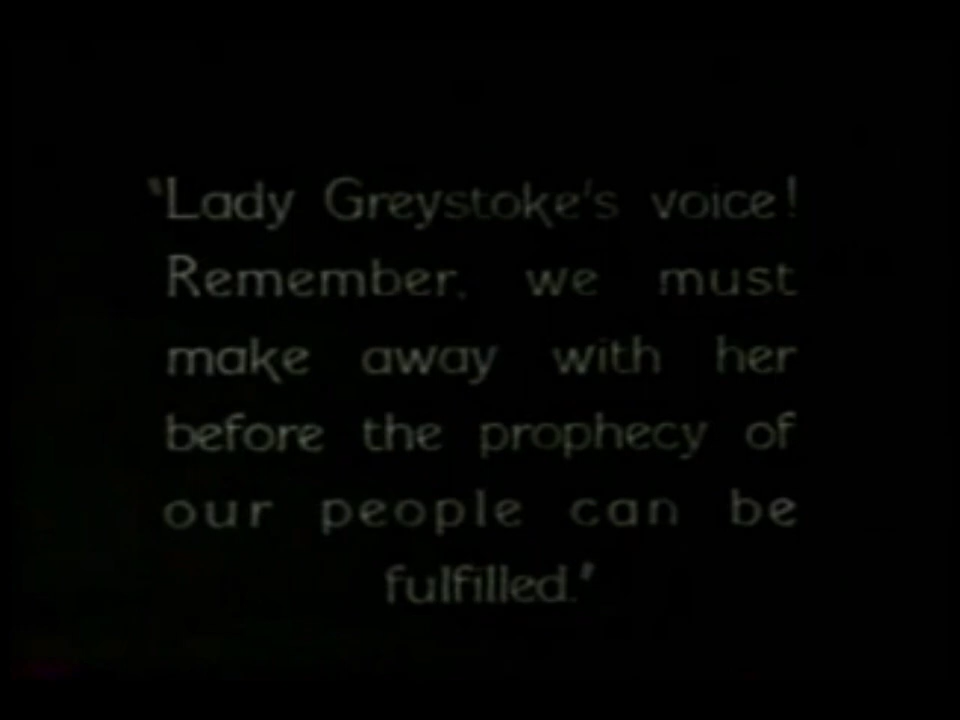 "Lady Greystoke's voice!
Remember, we must
make away with her
before the prophecy of
our people can be
fulfilled."